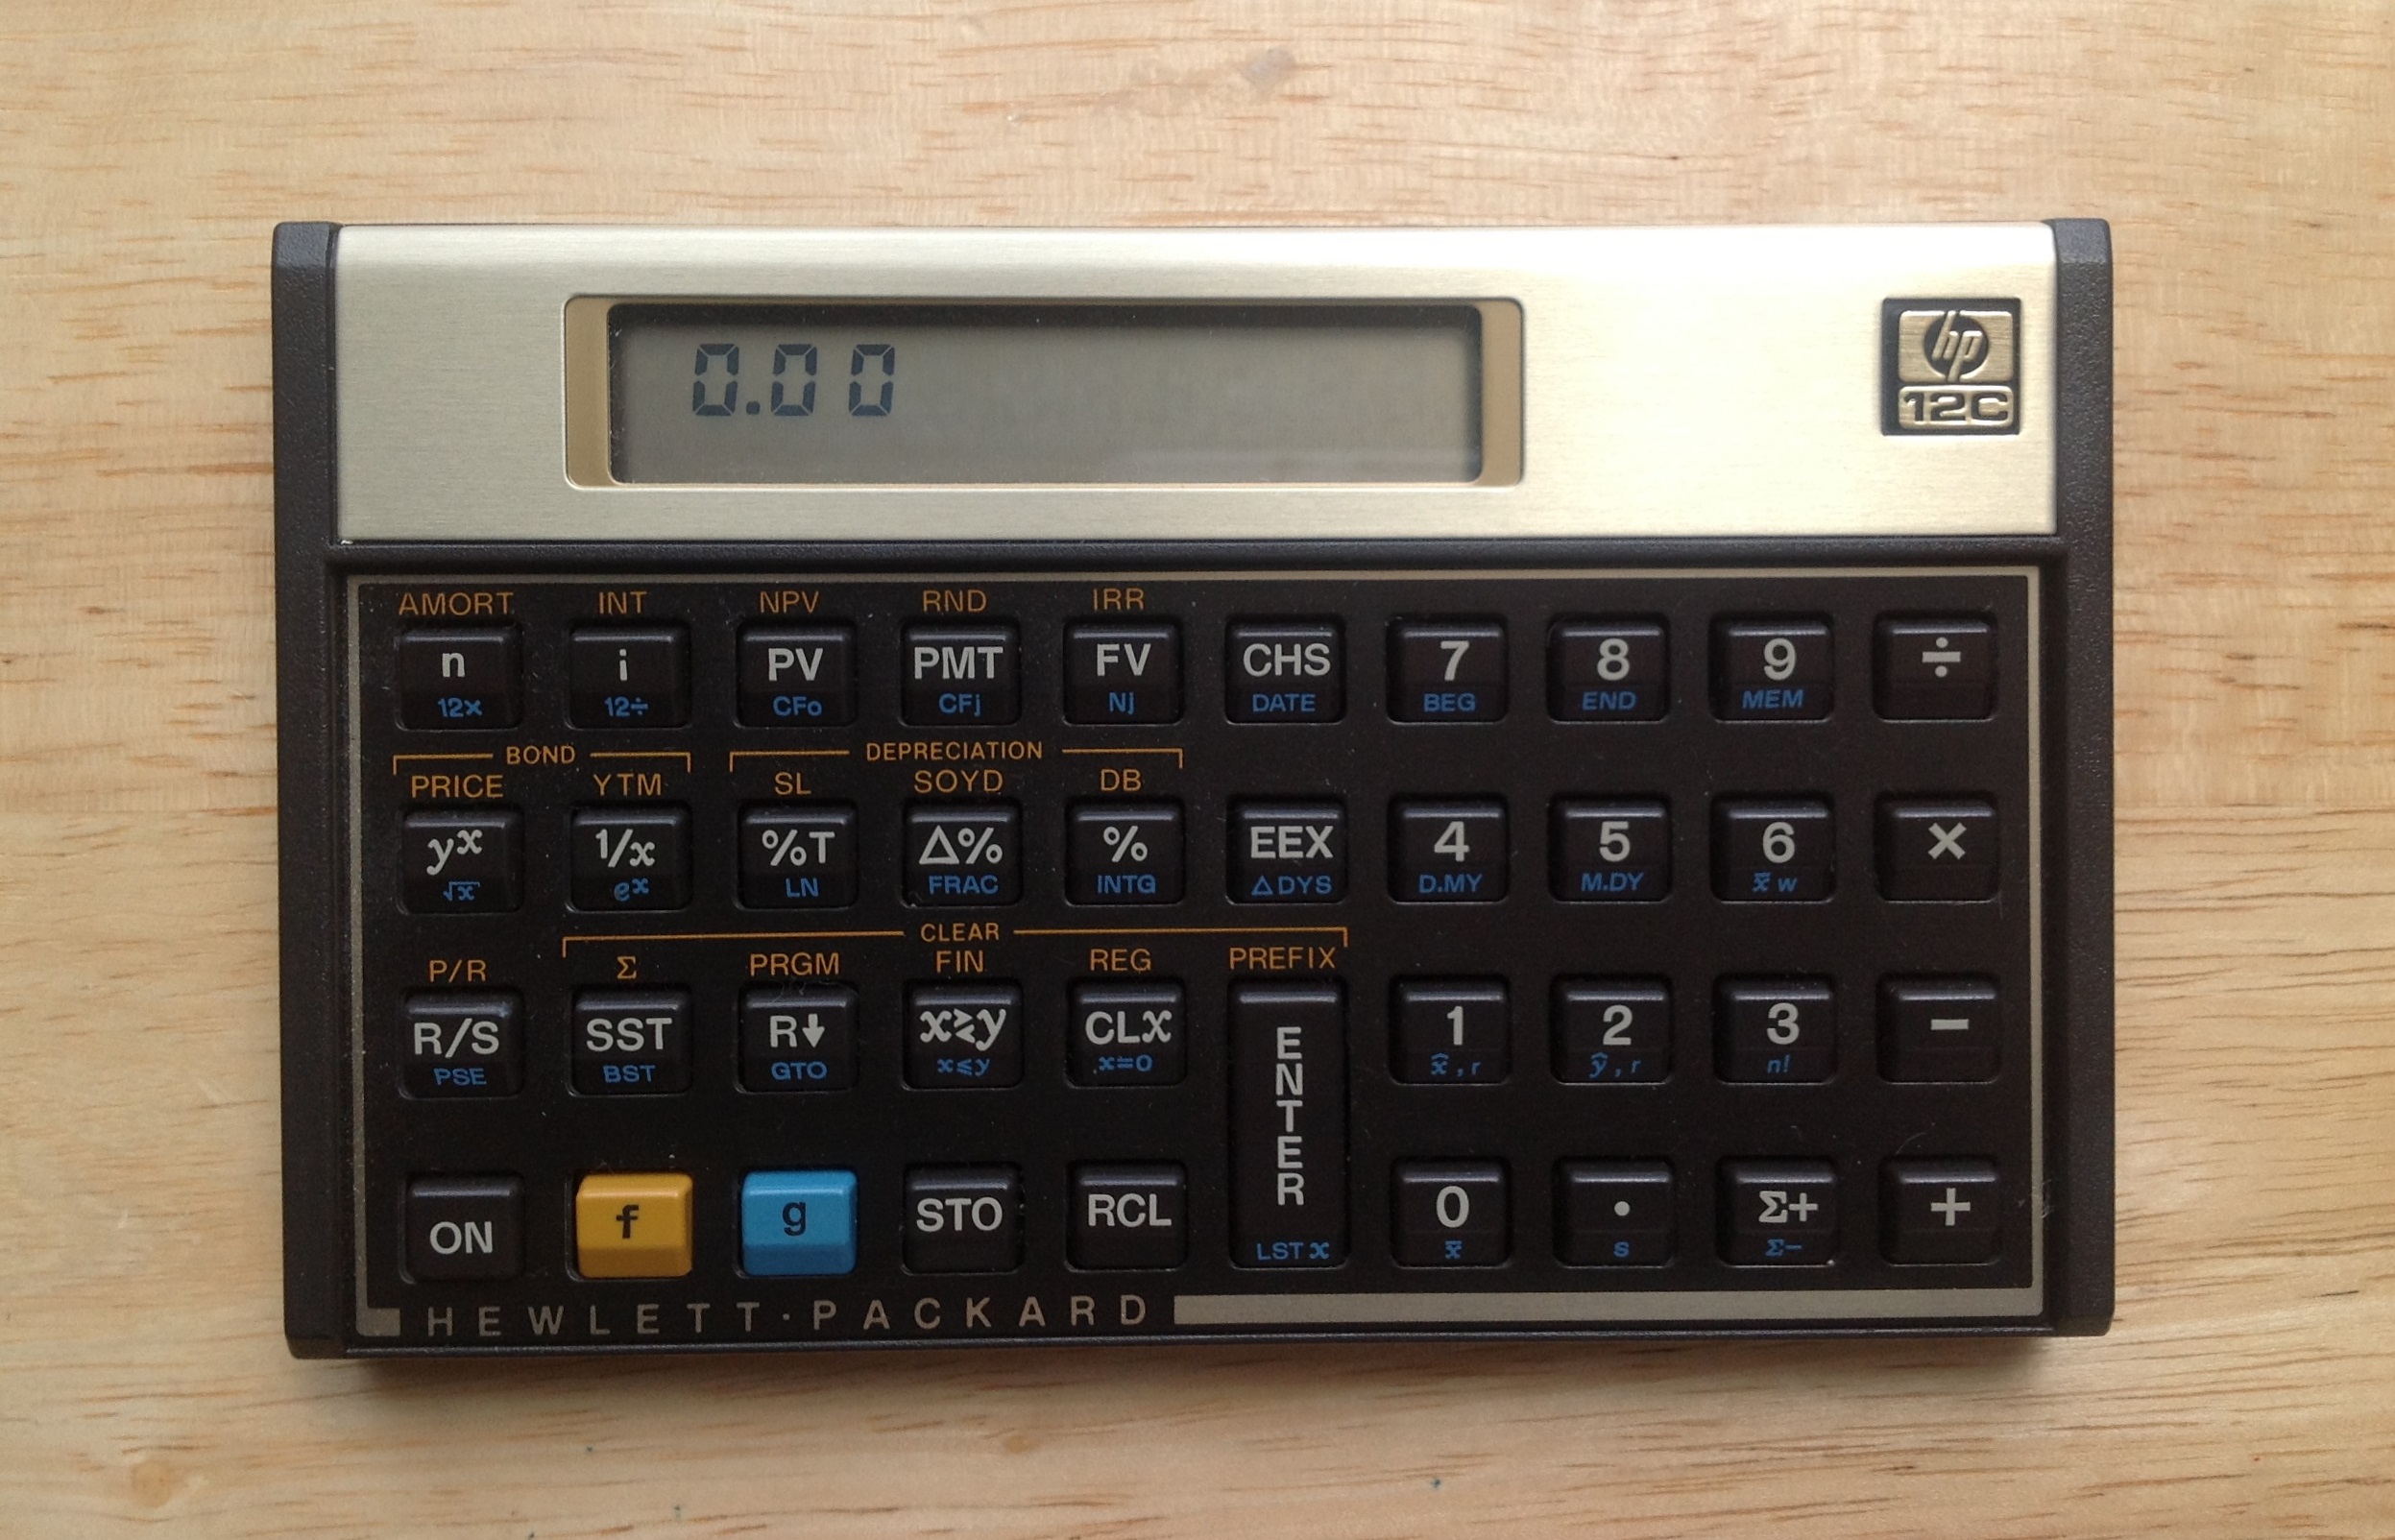 0.00
hp
12C
AMORT INT NPV RND IRR
n i PV PMT FV CHS 7 8 9 ÷
12× 12÷ CFo CFj Nj DATE BEG END MEM
BOND DEPRECIATION
PRICE YTM SL SOYD DB
yˣ 1/x %T Δ% % EEX 4 5 6 ×
√x eˣ LN FRAC INTG ΔDYS D.MY M.DY x̄w
CLEAR
P/R Σ PRGM FIN REG PREFIX
R/S SST R↓ x≷y CLx ENTER 1 2 3 −
PSE BST GTO x≤y x=0 x̂,r ŷ,r n!
ON f g STO RCL 0 . Σ+ +
LST x x̄ s Σ−
HEWLETT·PACKARD